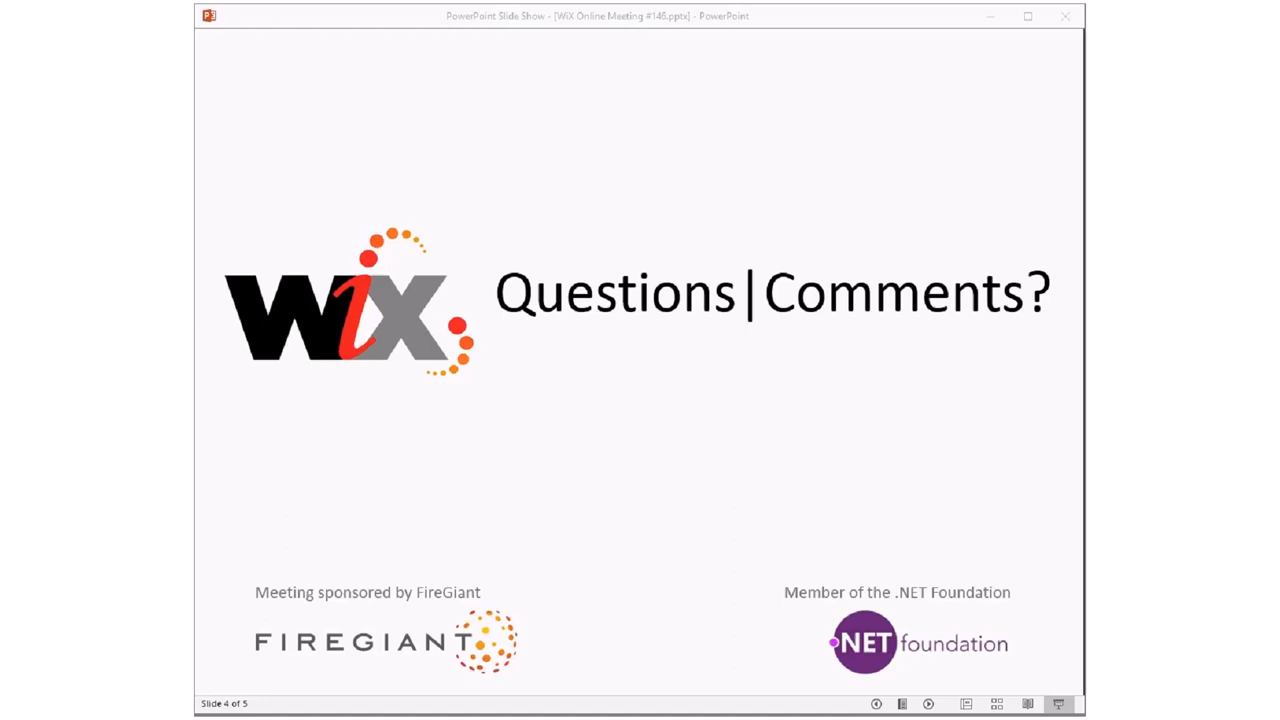 PowerPoint Slide Show - [WiX Online Meeting #146.pptx] - PowerPoint
WiX
Questions|Comments?
Meeting sponsored by FireGiant
Member of the .NET Foundation
FIREGIANT
.NET foundation
Slide 4 of 5